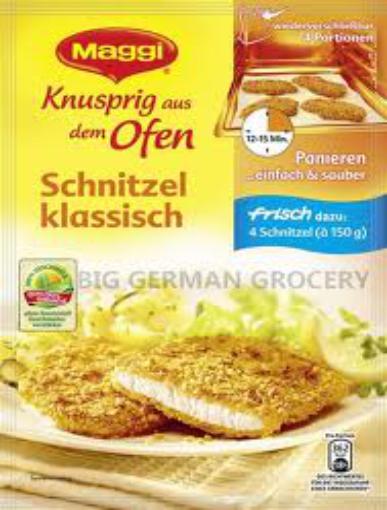 Maggi
Knusprig aus
dem Ofen
Schnitzel
klassisch
wiederverschließbar
4 Portionen
12-15 Min.
Panieren
...einfach & sauber
Frisch dazu:
4 Schnitzel (à 150 g)
BIG GERMAN GROCERY